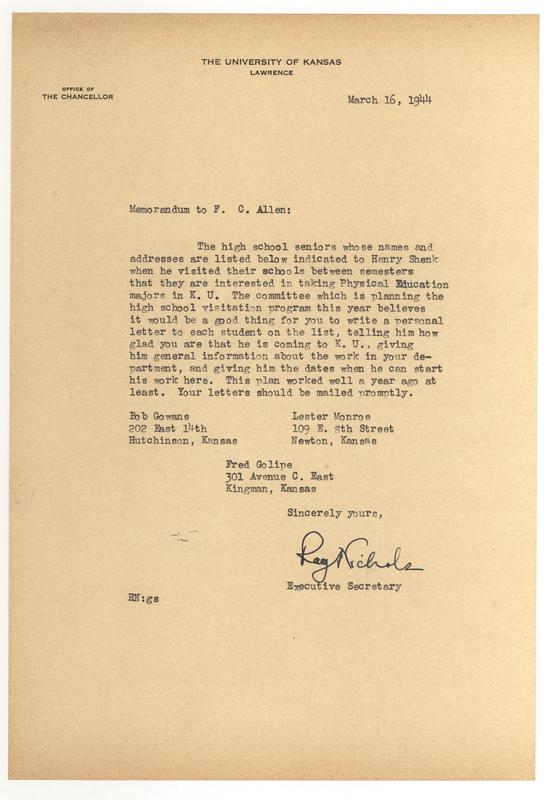 THE UNIVERSITY OF KANSAS
LAWRENCE
OFFICE OF
THE CHANCELLOR
March 16, 1944
Memorandum to F. C. Allen:
The high school seniors whose names and
addresses are listed below indicated to Henry Shenk
when he visited their schools between semesters
that they are interested in taking Physical Education
majors in K. U. The committee which is planning the
high school visitation program this year believes
it would be a good thing for you to write a personal
letter to each student on the list, telling him how
glad you are that he is coming to K. U., giving
him general information about the work in your de-
partment, and giving him the dates when he can start
his work here. This plan worked well a year ago at
least. Your letters should be mailed promptly.
Bob Gowans Lester Monroe
202 East 14th 109 E. 8th Street
Hutchinson, Kansas Newton, Kansas
Fred Golipe
301 Avenue C. East
Kingman, Kansas
Sincerely yours,
Ray Nichols
Executive Secretary
RN:gs